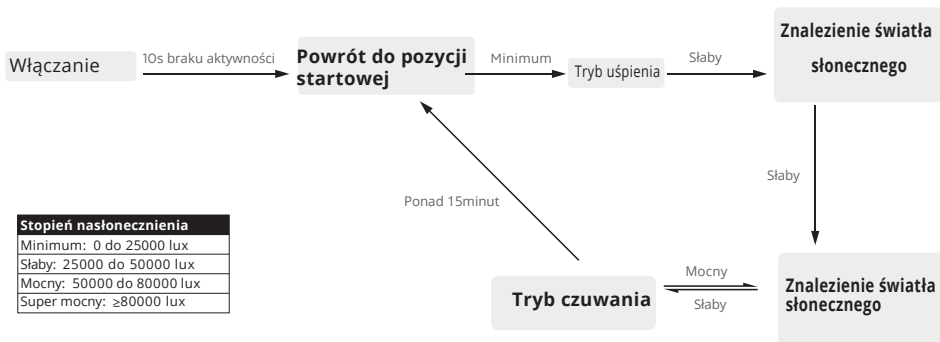 Włączanie
10s braku aktywności
Powrót do pozycji
startowej
Minimum
Tryb uśpienia
Słaby
Znalezienie światła
słonecznego
Słaby
Ponad 15minut
Stopień nasłonecznienia
Minimum: 0 do 25000 lux
Słaby: 25000 do 50000 lux
Mocny: 50000 do 80000 lux
Super mocny: ≥80000 lux
Tryb czuwania
Mocny
Słaby
Znalezienie światła
słonecznego